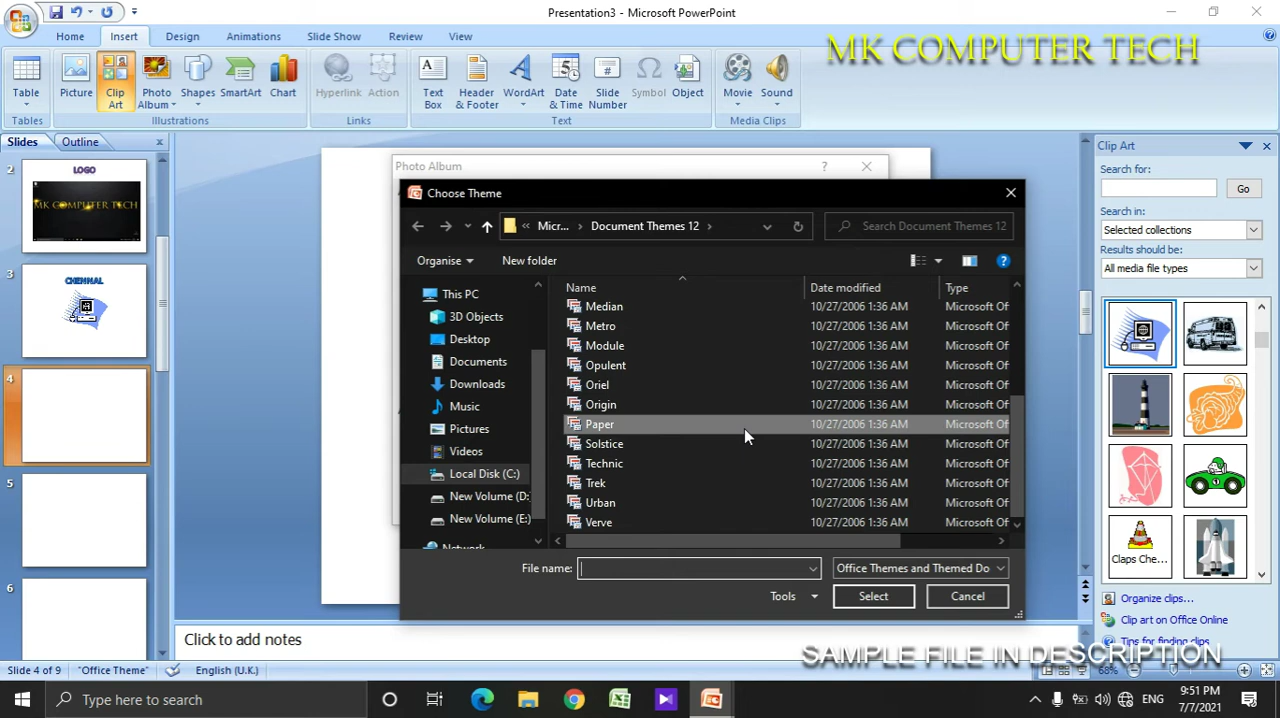 Presentation3 - Microsoft PowerPoint
Home Insert Design Animations Slide Show Review View
MK COMPUTER TECH
Table Picture Clip Art Photo Album Shapes SmartArt Chart Hyperlink Action Text Box Header & Footer WordArt Date & Time Slide Number Symbol Object Movie Sound
Tables Illustrations Links Text Media Clips
Slides Outline
2 LOGO
MK COMPUTER TECH
3 CHENNAI
4
5
6
Photo Album
Choose Theme
Micr... Document Themes 12
Search Document Themes 12
Organise New folder
This PC
3D Objects
Desktop
Documents
Downloads
Music
Pictures
Videos
Local Disk (C:)
New Volume (D:
New Volume (E:)
Network
Name Date modified Type
Median 10/27/2006 1:36 AM Microsoft Of
Metro 10/27/2006 1:36 AM Microsoft Of
Module 10/27/2006 1:36 AM Microsoft Of
Opulent 10/27/2006 1:36 AM Microsoft Of
Oriel 10/27/2006 1:36 AM Microsoft Of
Origin 10/27/2006 1:36 AM Microsoft Of
Paper 10/27/2006 1:36 AM Microsoft Of
Solstice 10/27/2006 1:36 AM Microsoft Of
Technic 10/27/2006 1:36 AM Microsoft Of
Trek 10/27/2006 1:36 AM Microsoft Of
Urban 10/27/2006 1:36 AM Microsoft Of
Verve 10/27/2006 1:36 AM Microsoft Of
File name: Office Themes and Themed Do
Tools Select Cancel
Clip Art
Search for:
Go
Search in:
Selected collections
Results should be:
All media file types
Claps Che...
Organize clips...
Clip art on Office Online
Tips for finding clips
Click to add notes
SAMPLE FILE IN DESCRIPTION
Slide 4 of 9 "Office Theme" English (U.K.) 68%
Type here to search
ENG
9:51 PM
7/7/2021